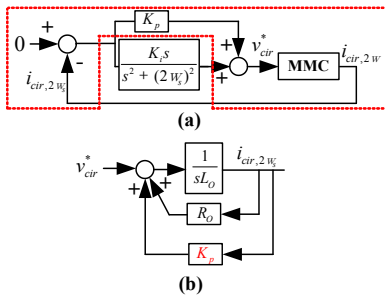 K_p
0 + - + +
K_i s / s^2 + (2w_s)^2
v*_cir
MMC
i_cir,2w
i_cir,2w_s
(a)
v*_cir
+ + +
1 / sL_O
i_cir,2w_s
R_O
K_p
(b)